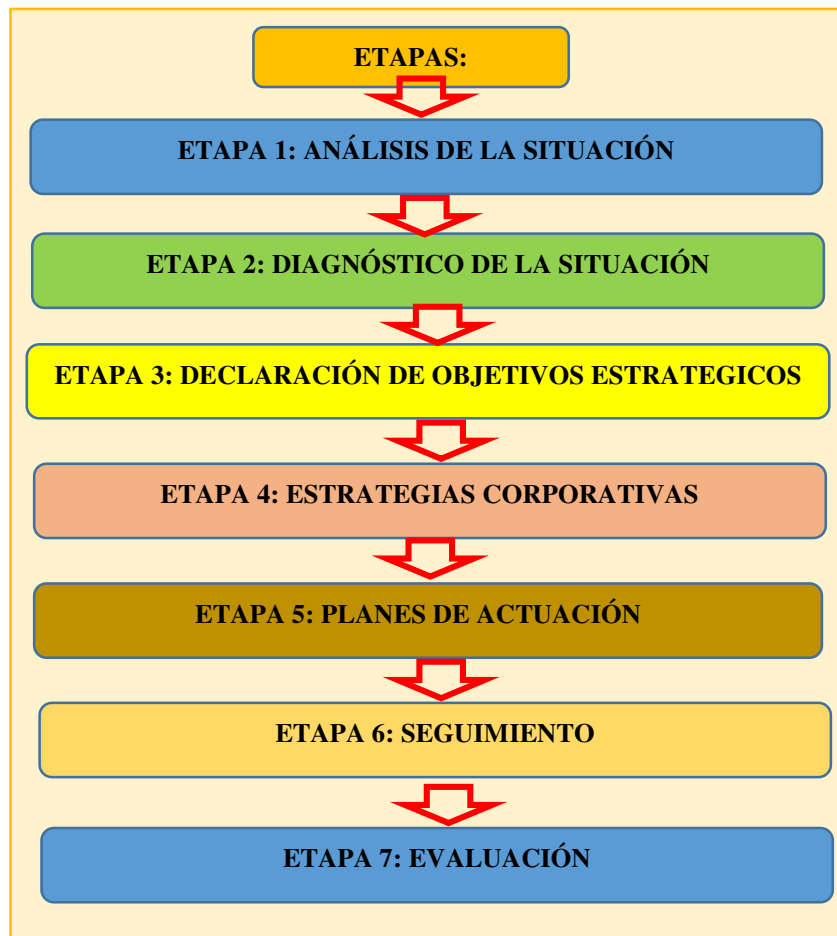 ETAPAS:
ETAPA 1: ANÁLISIS DE LA SITUACIÓN
ETAPA 2: DIAGNÓSTICO DE LA SITUACIÓN
ETAPA 3: DECLARACIÓN DE OBJETIVOS ESTRATEGICOS
ETAPA 4: ESTRATEGIAS CORPORATIVAS
ETAPA 5: PLANES DE ACTUACIÓN
ETAPA 6: SEGUIMIENTO
ETAPA 7: EVALUACIÓN